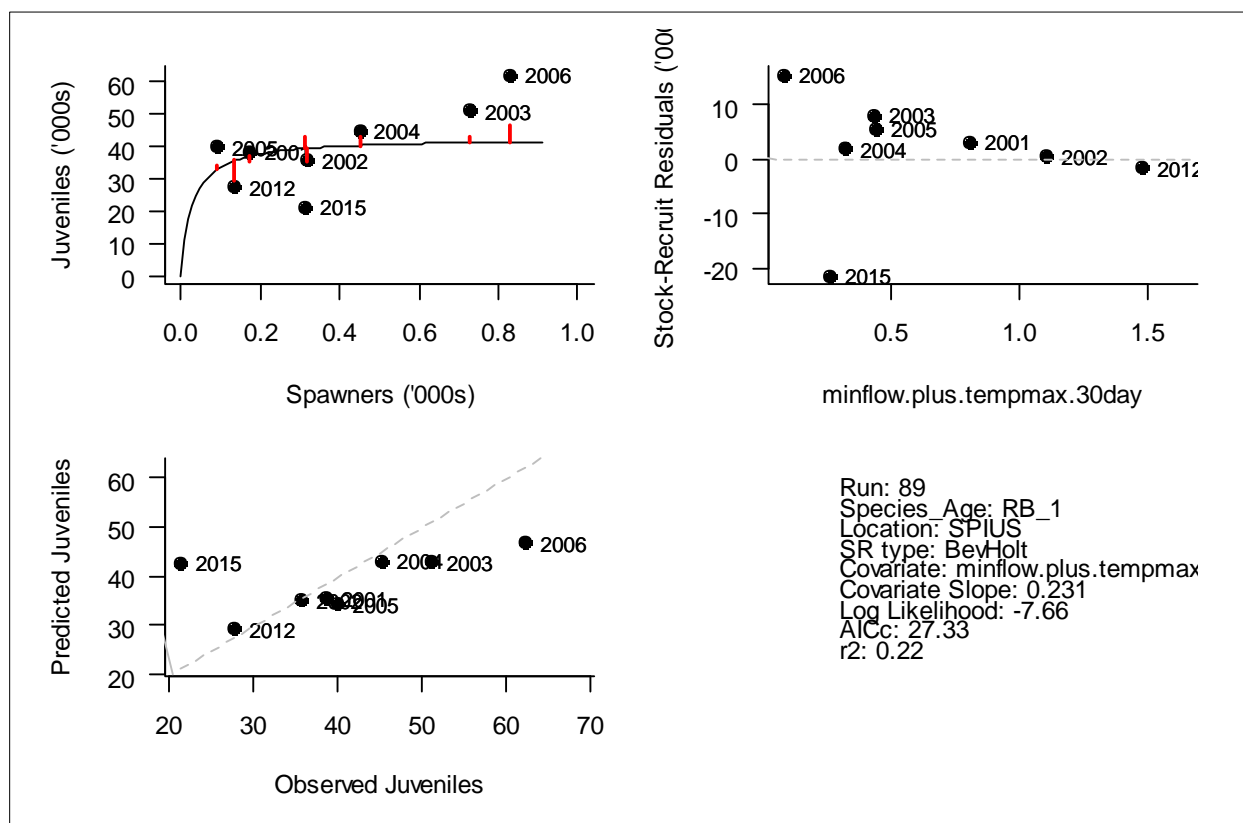 Juveniles ('000s)
60
50
40
30
20
10
0
2006
2003
2004
2005
2002
2012
2015
0.0 0.2 0.4 0.6 0.8 1.0
Spawners ('000s)
Stock-Recruit Residuals ('00
10
0
-10
-20
2006
2003
2005
2001
2004
2002
2012
2015
0.5 1.0 1.5
minflow.plus.tempmax.30day
Predicted Juveniles
60
50
40
30
20
2006
2004
2003
2015
2001
2005
2012
20 30 40 50 60 70
Observed Juveniles
Run: 89
Species_Age: RB_1
Location: SPIUS
SR type: BevHolt
Covariate: minflow.plus.tempmax
Covariate Slope: 0.231
Log Likelihood: -7.66
AICc: 27.33
r2: 0.22